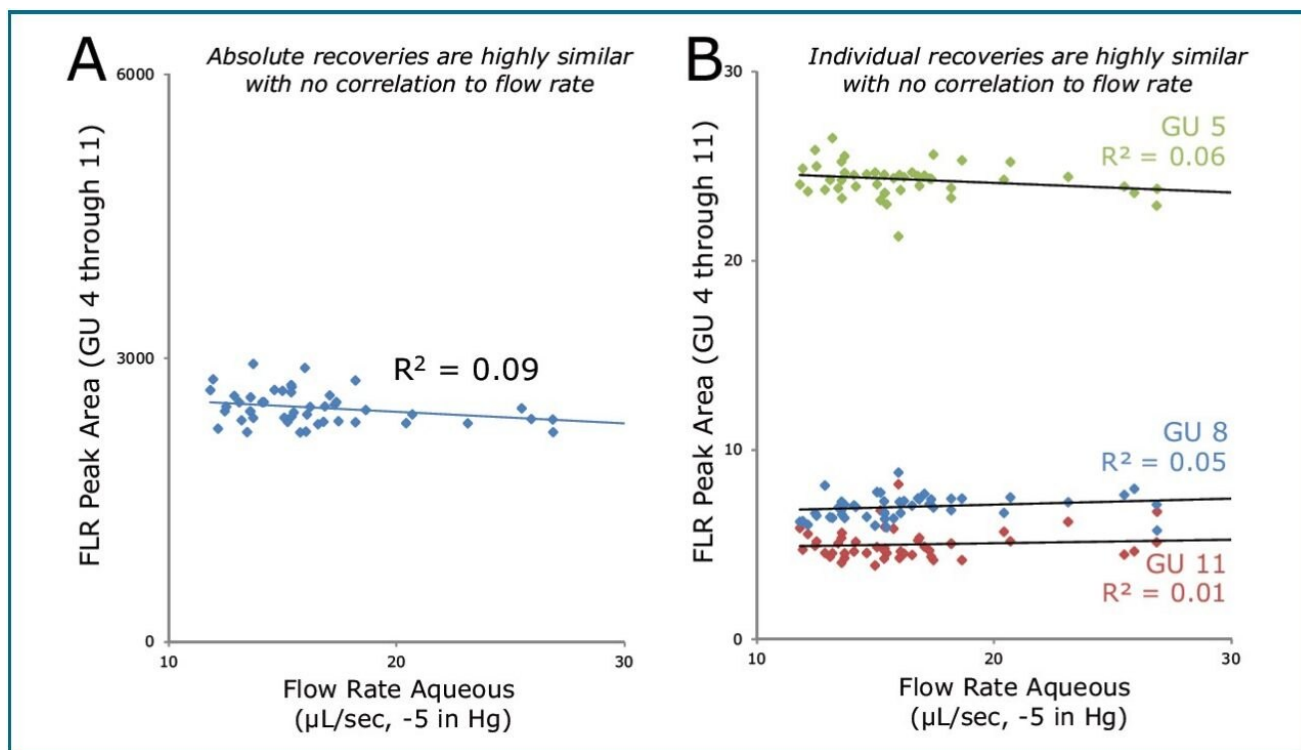 A
Absolute recoveries are highly similar
with no correlation to flow rate
FLR Peak Area (GU 4 through 11)
6000
3000
0
R² = 0.09
10
20
30
Flow Rate Aqueous
(µL/sec, -5 in Hg)
B
Individual recoveries are highly similar
with no correlation to flow rate
FLR Peak Area (GU 4 through 11)
30
20
10
0
GU 5
R² = 0.06
GU 8
R² = 0.05
GU 11
R² = 0.01
10
20
30
Flow Rate Aqueous
(µL/sec, -5 in Hg)